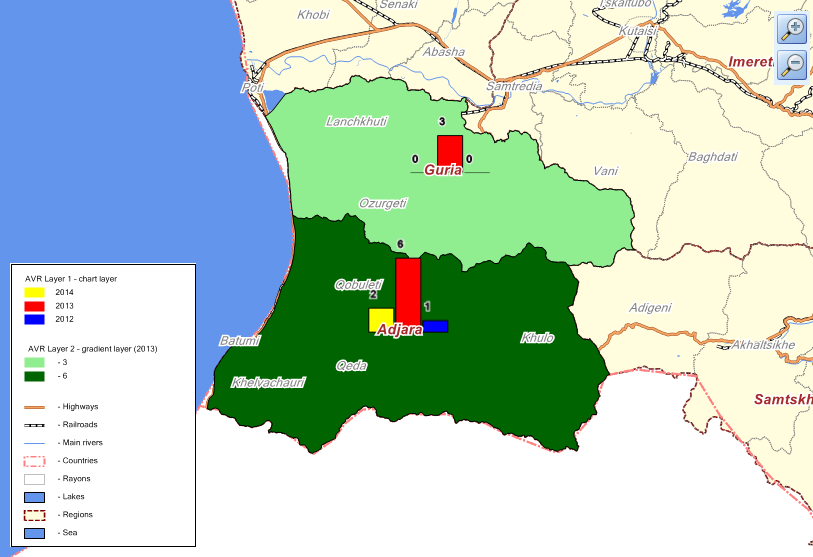 Senaki
Tskaltubo
Khobi
Kutaisi
Abasha
Imeret
Poti
Samtredia
Lanchkhuti
3
0
0
Guria
Baghdati
Vani
Ozurgeti
6
Qobuleti
2
1
Adjara
Adigeni
Khulo
Batumi
Akhaltsikhe
Qeda
Khelvachauri
Samtskh
AVR Layer 1 - chart layer
2014
2013
2012
AVR Layer 2 - gradient layer (2013)
- 3
- 6
- Highways
- Railroads
- Main rivers
- Countries
- Rayons
- Lakes
- Regions
- Sea